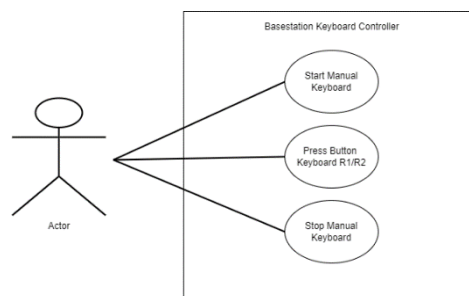 Basestation Keyboard Controller
Start Manual
Keyboard
Press Button
Keyboard R1/R2
Stop Manual
Keyboard
Actor